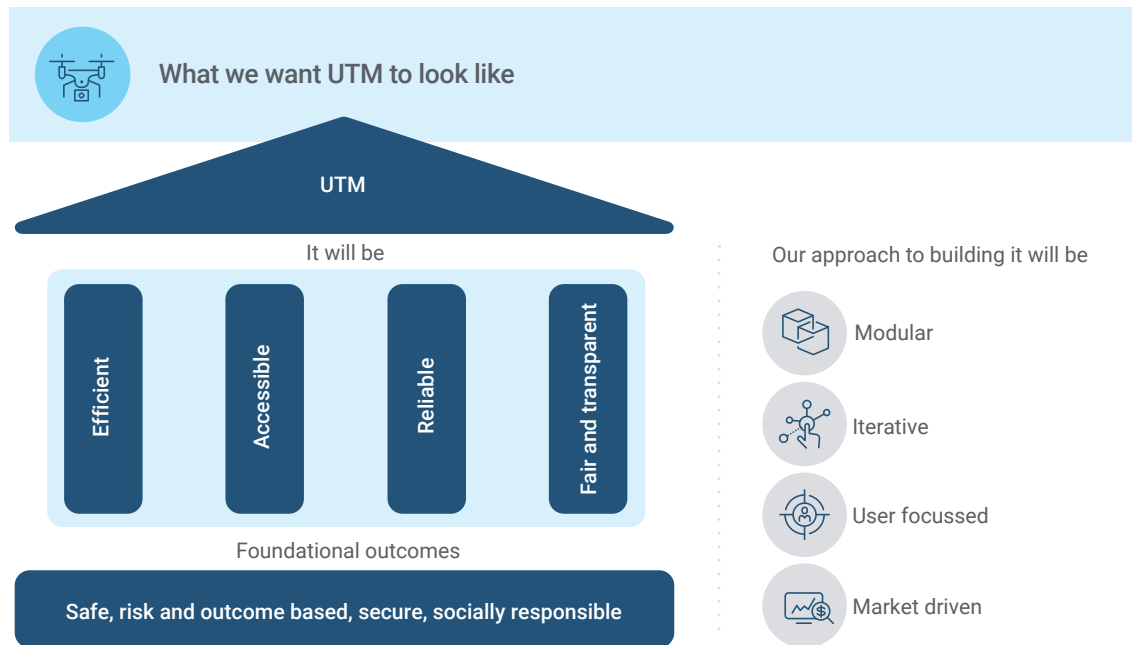 What we want UTM to look like
UTM
It will be
Efficient
Accessible
Reliable
Fair and transparent
Foundational outcomes
Safe, risk and outcome based, secure, socially responsible
Our approach to building it will be
Modular
Iterative
User focussed
Market driven